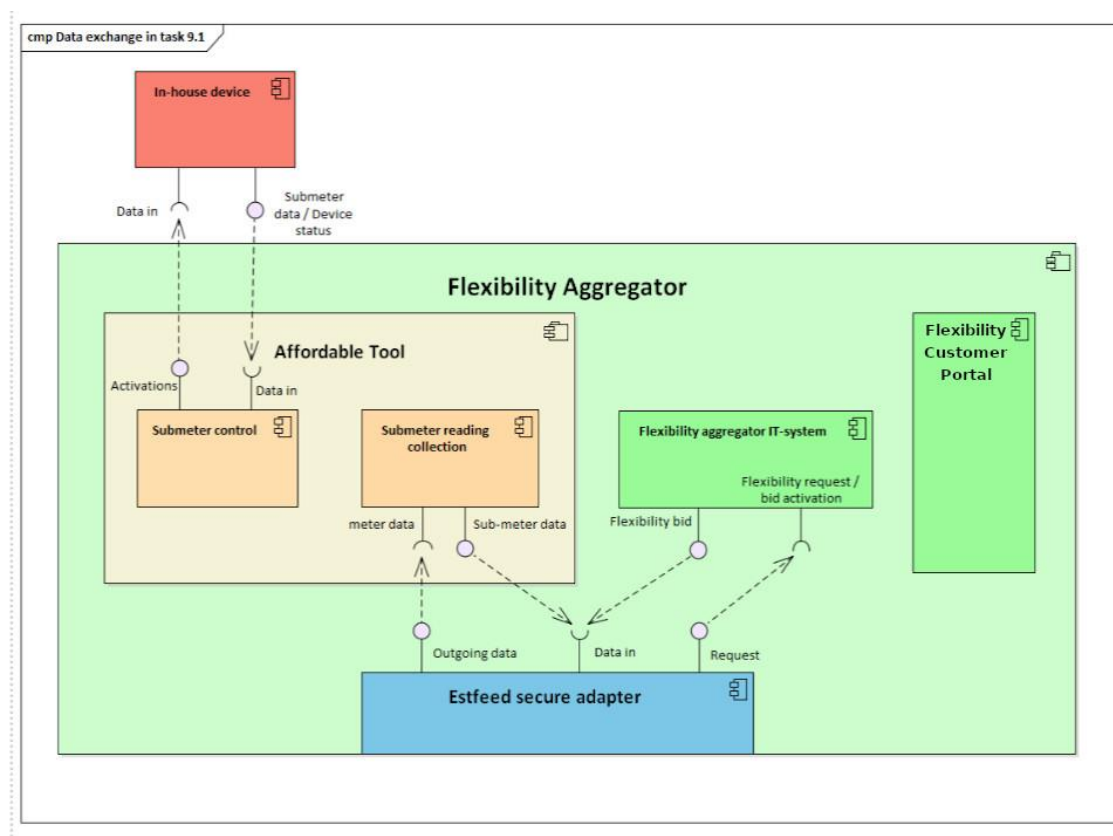 cmp Data exchange in task 9.1
In-house device
Data in
Submeter
data / Device
status
Flexibility Aggregator
Affordable Tool
Flexibility
Customer
Portal
Activations
Data in
Submeter control
Submeter reading
collection
Flexibility aggregator IT-system
Flexibility request /
bid activation
meter data
Sub-meter data
Flexibility bid
Outgoing data
Data in
Request
Estfeed secure adapter